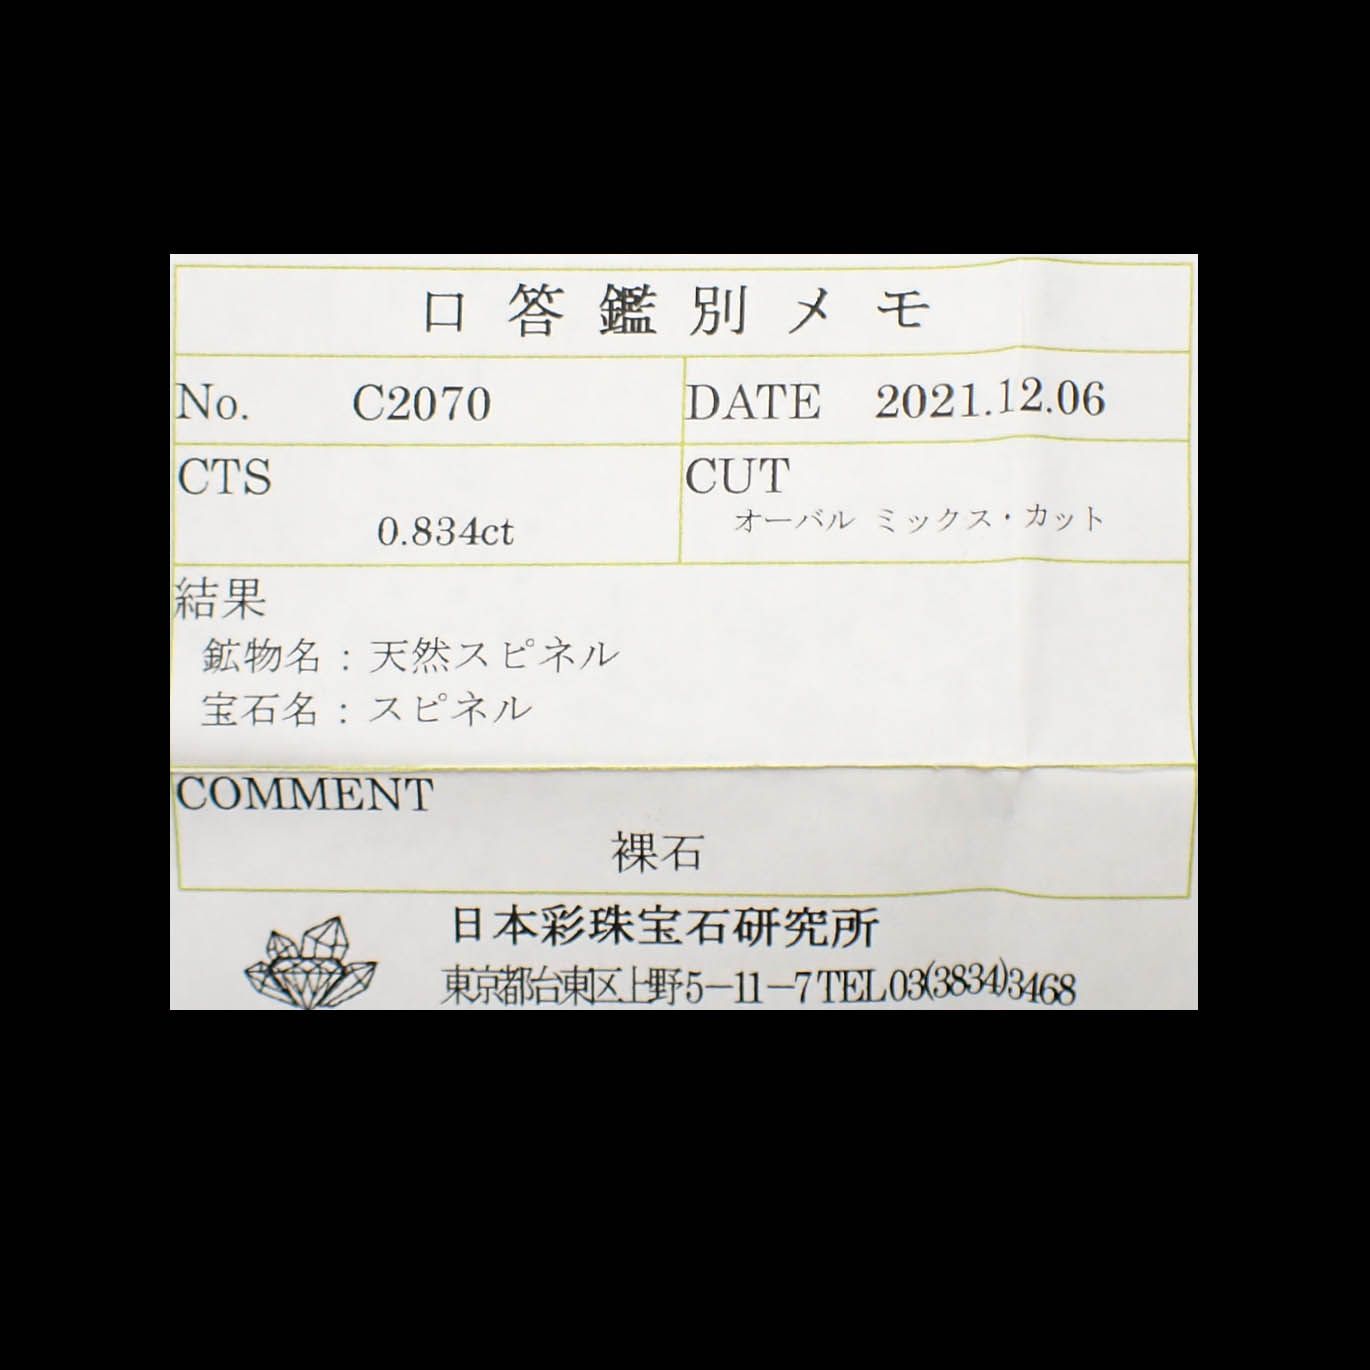 口答鑑別メモ
No. C2070 DATE 2021.12.06
CTS CUT
0.834ct オーバル ミックス・カット
結果
鉱物名：天然スピネル
宝石名：スピネル
COMMENT
裸石
日本彩珠宝石研究所
東京都台東区上野5－11－7TEL03(3834)3468